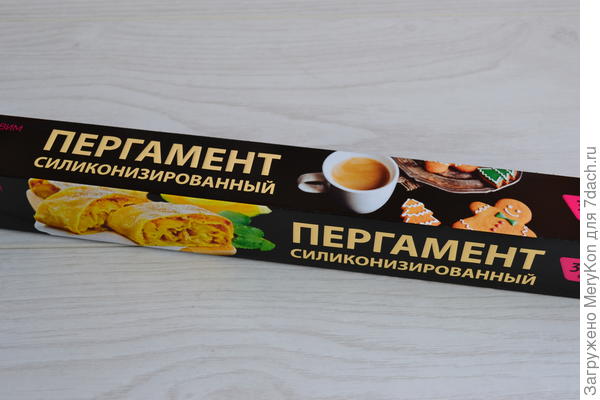 ПЕРГАМЕНТ
СИЛИКОНИЗИРОВАННЫЙ
ПЕРГАМЕНТ
СИЛИКОНИЗИРОВАННЫЙ
Загружено MeryKon для 7dach.ru